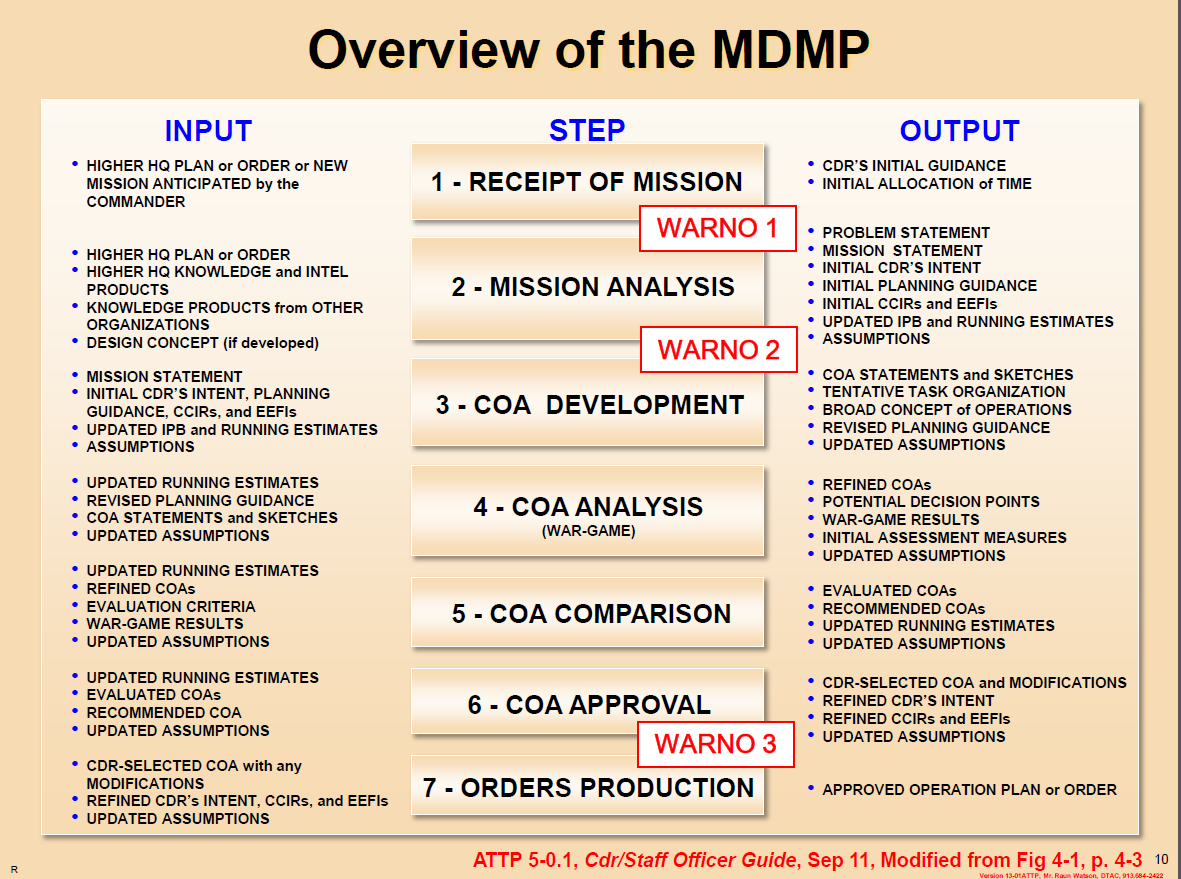 Overview of the MDMP
INPUT
STEP
OUTPUT
• HIGHER HQ PLAN or ORDER or NEW
MISSION ANTICIPATED by the
COMMANDER
1 - RECEIPT OF MISSION
• CDR'S INITIAL GUIDANCE
• INITIAL ALLOCATION of TIME
WARNO 1
• HIGHER HQ PLAN or ORDER
• HIGHER HQ KNOWLEDGE and INTEL
PRODUCTS
• KNOWLEDGE PRODUCTS from OTHER
ORGANIZATIONS
• DESIGN CONCEPT (if developed)
2 - MISSION ANALYSIS
• PROBLEM STATEMENT
• MISSION STATEMENT
• INITIAL CDR'S INTENT
• INITIAL PLANNING GUIDANCE
• INITIAL CCIRs and EEFIs
• UPDATED IPB and RUNNING ESTIMATES
• ASSUMPTIONS
WARNO 2
• MISSION STATEMENT
• INITIAL CDR'S INTENT, PLANNING
GUIDANCE, CCIRs, and EEFIs
• UPDATED IPB and RUNNING ESTIMATES
• ASSUMPTIONS
3 - COA DEVELOPMENT
• COA STATEMENTS and SKETCHES
• TENTATIVE TASK ORGANIZATION
• BROAD CONCEPT of OPERATIONS
• REVISED PLANNING GUIDANCE
• UPDATED ASSUMPTIONS
• UPDATED RUNNING ESTIMATES
• REVISED PLANNING GUIDANCE
• COA STATEMENTS and SKETCHES
• UPDATED ASSUMPTIONS
4 - COA ANALYSIS
(WAR-GAME)
• REFINED COAs
• POTENTIAL DECISION POINTS
• WAR-GAME RESULTS
• INITIAL ASSESSMENT MEASURES
• UPDATED ASSUMPTIONS
• UPDATED RUNNING ESTIMATES
• REFINED COAs
• EVALUATION CRITERIA
• WAR-GAME RESULTS
• UPDATED ASSUMPTIONS
5 - COA COMPARISON
• EVALUATED COAs
• RECOMMENDED COAs
• UPDATED RUNNING ESTIMATES
• UPDATED ASSUMPTIONS
• UPDATED RUNNING ESTIMATES
• EVALUATED COAs
• RECOMMENDED COA
• UPDATED ASSUMPTIONS
6 - COA APPROVAL
• CDR-SELECTED COA and MODIFICATIONS
• REFINED CDR'S INTENT
• REFINED CCIRs and EEFIs
• UPDATED ASSUMPTIONS
WARNO 3
• CDR-SELECTED COA with any
MODIFICATIONS
• REFINED CDR's INTENT, CCIRs, and EEFIs
• UPDATED ASSUMPTIONS
7 - ORDERS PRODUCTION
• APPROVED OPERATION PLAN or ORDER
ATTP 5-0.1, Cdr/Staff Officer Guide, Sep 11, Modified from Fig 4-1, p. 4-3
10
R
Version 13-01ATTP, Mr. Raun Watson, DTAC, 913.684-2422